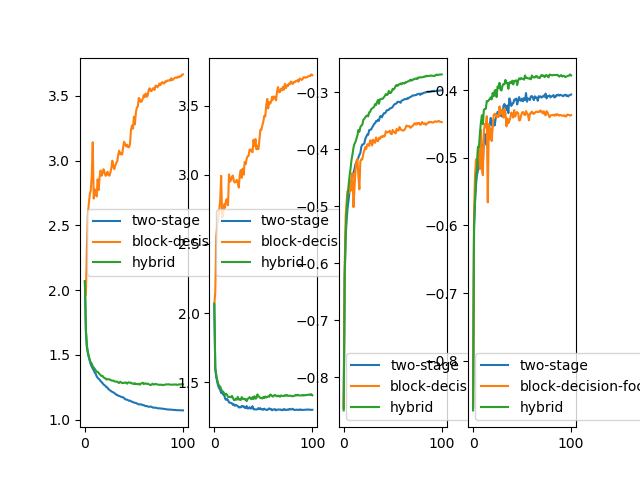 3.5
3.0
2.5
2.0
1.5
1.0
0
100
two-stage
block-decis
hybrid
3.5
3.0
2.5
2.0
1.5
0
100
two-stage
block-decis
hybrid
−0.3
−0.4
−0.5
−0.6
−0.7
−0.8
0
100
two-stage
block-decis
hybrid
−0.4
−0.5
−0.6
−0.7
−0.8
0
100
two-stage
block-decision-foc
hybrid